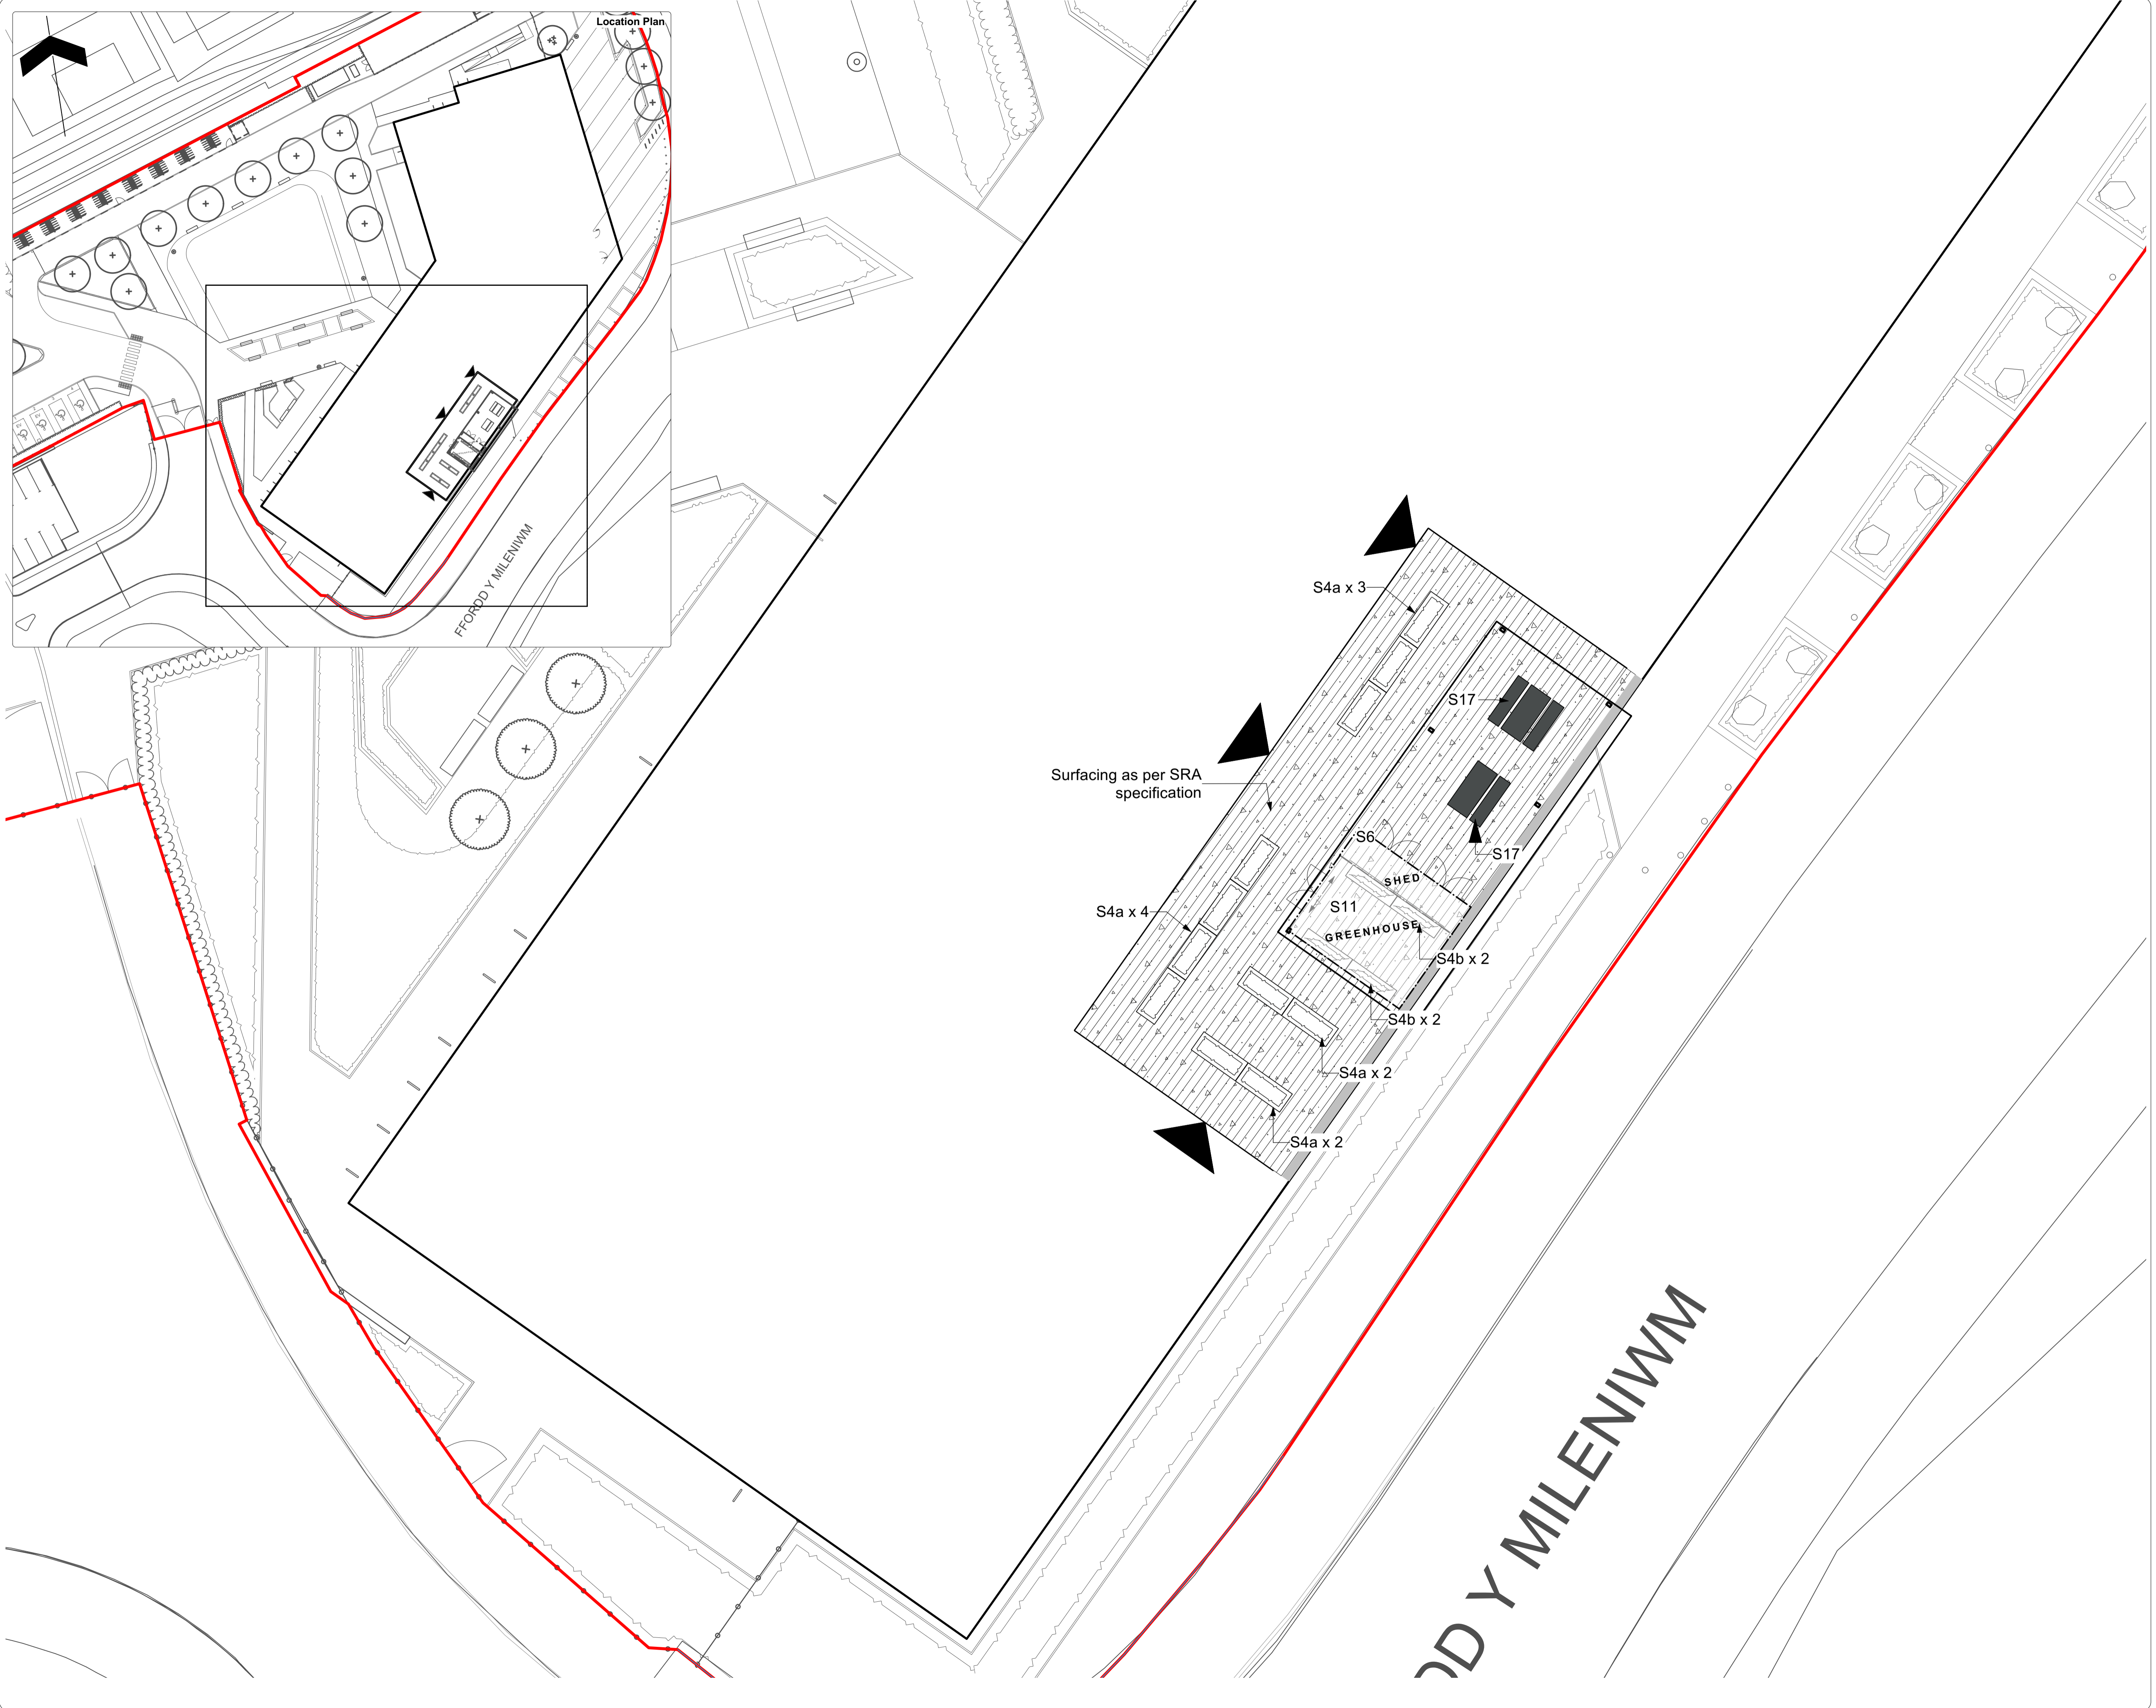 Location Plan
FFORDD Y MILENIWM
S4a x 3
S17
Surfacing as per SRA
specification
S6
S17
SHED
S4a x 4
S11
GREENHOUSE
S4b x 2
S4b x 2
S4a x 2
S4a x 2
DD Y MILENIWM